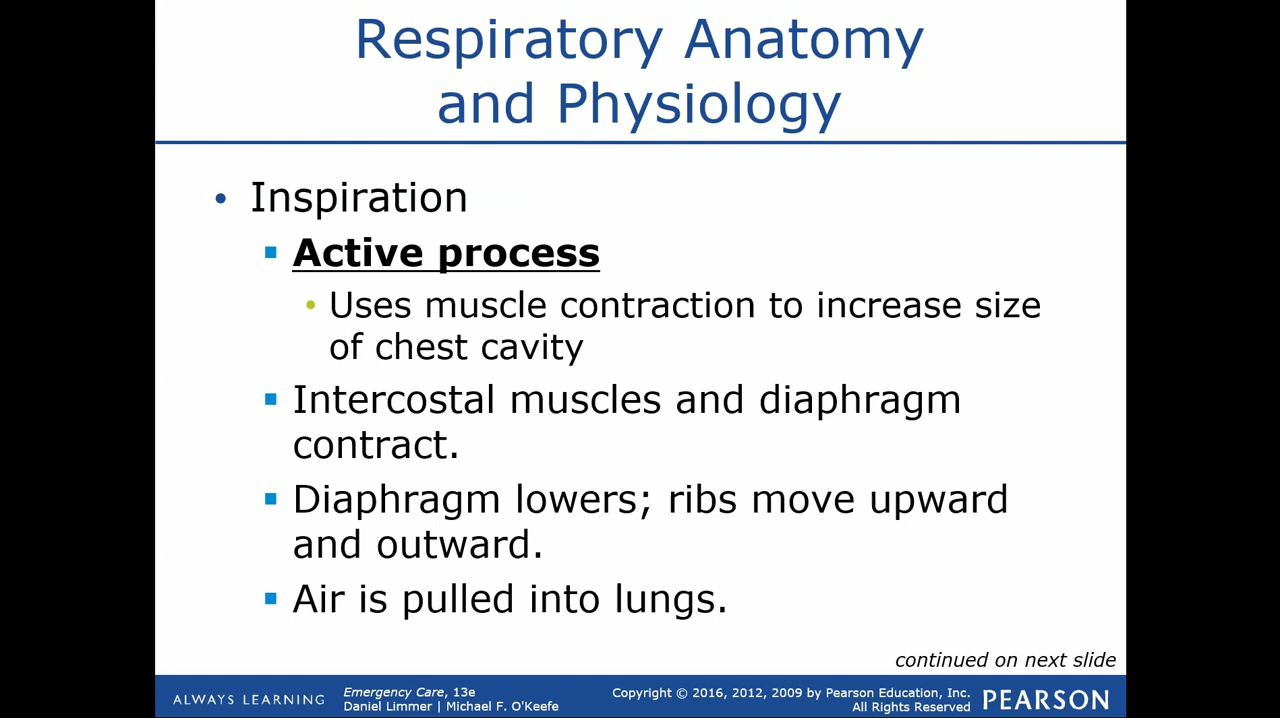 Respiratory Anatomy
and Physiology
• Inspiration
▪ Active process
• Uses muscle contraction to increase size
of chest cavity
▪ Intercostal muscles and diaphragm
contract.
▪ Diaphragm lowers; ribs move upward
and outward.
▪ Air is pulled into lungs.
continued on next slide
ALWAYS LEARNING
Emergency Care, 13e
Daniel Limmer | Michael F. O'Keefe
Copyright © 2016, 2012, 2009 by Pearson Education, Inc.
All Rights Reserved
PEARSON